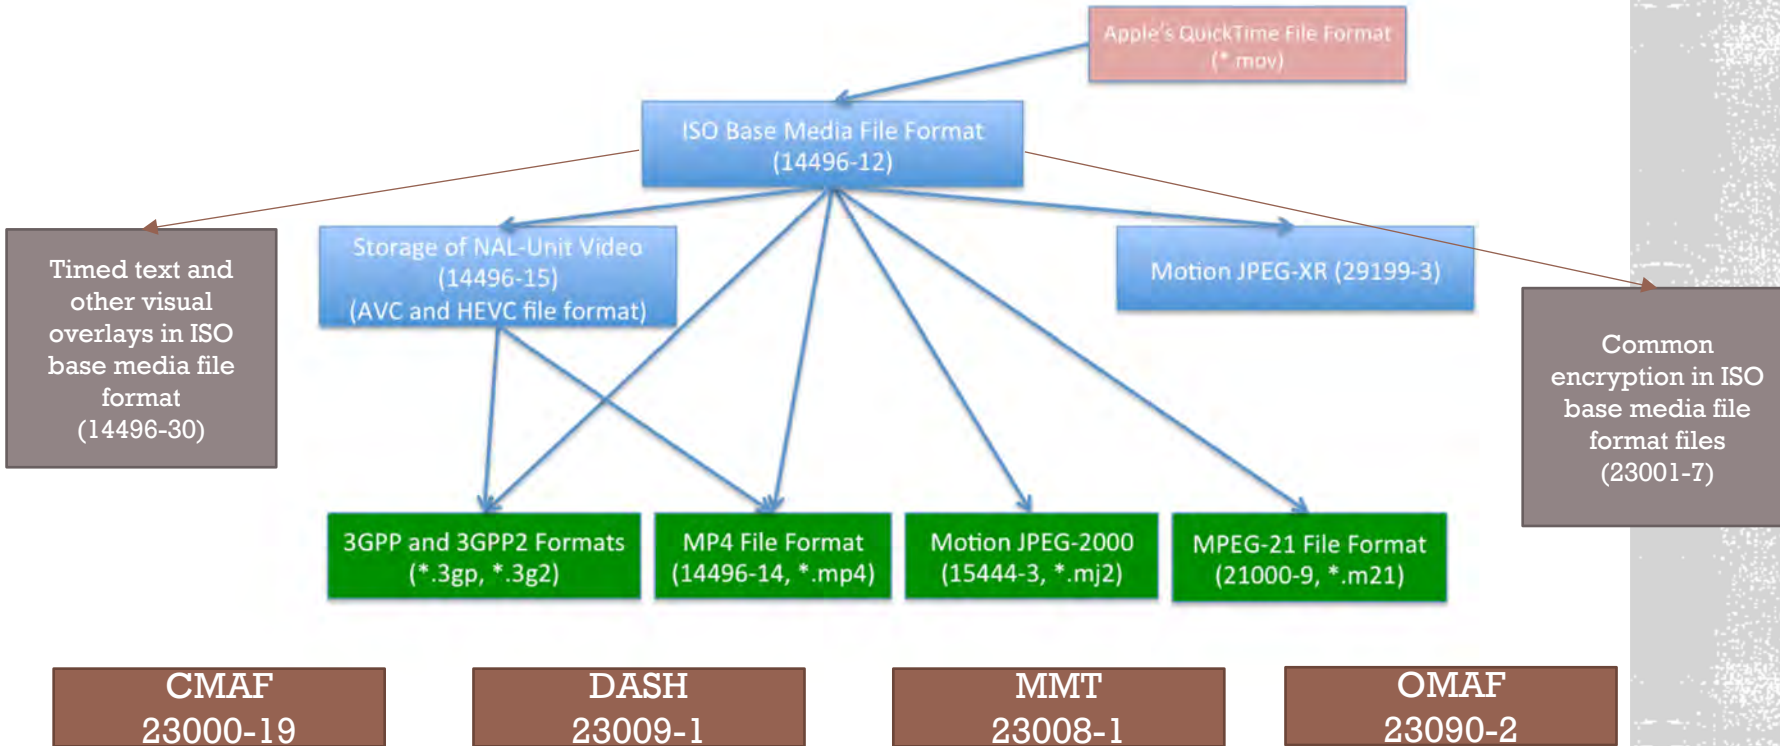 Apple's QuickTime File Format
(*.mov)
ISO Base Media File Format
(14496-12)
Timed text and
other visual
overlays in ISO
base media file
format
(14496-30)
Storage of NAL-Unit Video
(14496-15)
(AVC and HEVC file format)
Motion JPEG-XR (29199-3)
Common
encryption in ISO
base media file
format files
(23001-7)
3GPP and 3GPP2 Formats
(*.3gp, *.3g2)
MP4 File Format
(14496-14, *.mp4)
Motion JPEG-2000
(15444-3, *.mj2)
MPEG-21 File Format
(21000-9, *.m21)
CMAF
23000-19
DASH
23009-1
MMT
23008-1
OMAF
23090-2